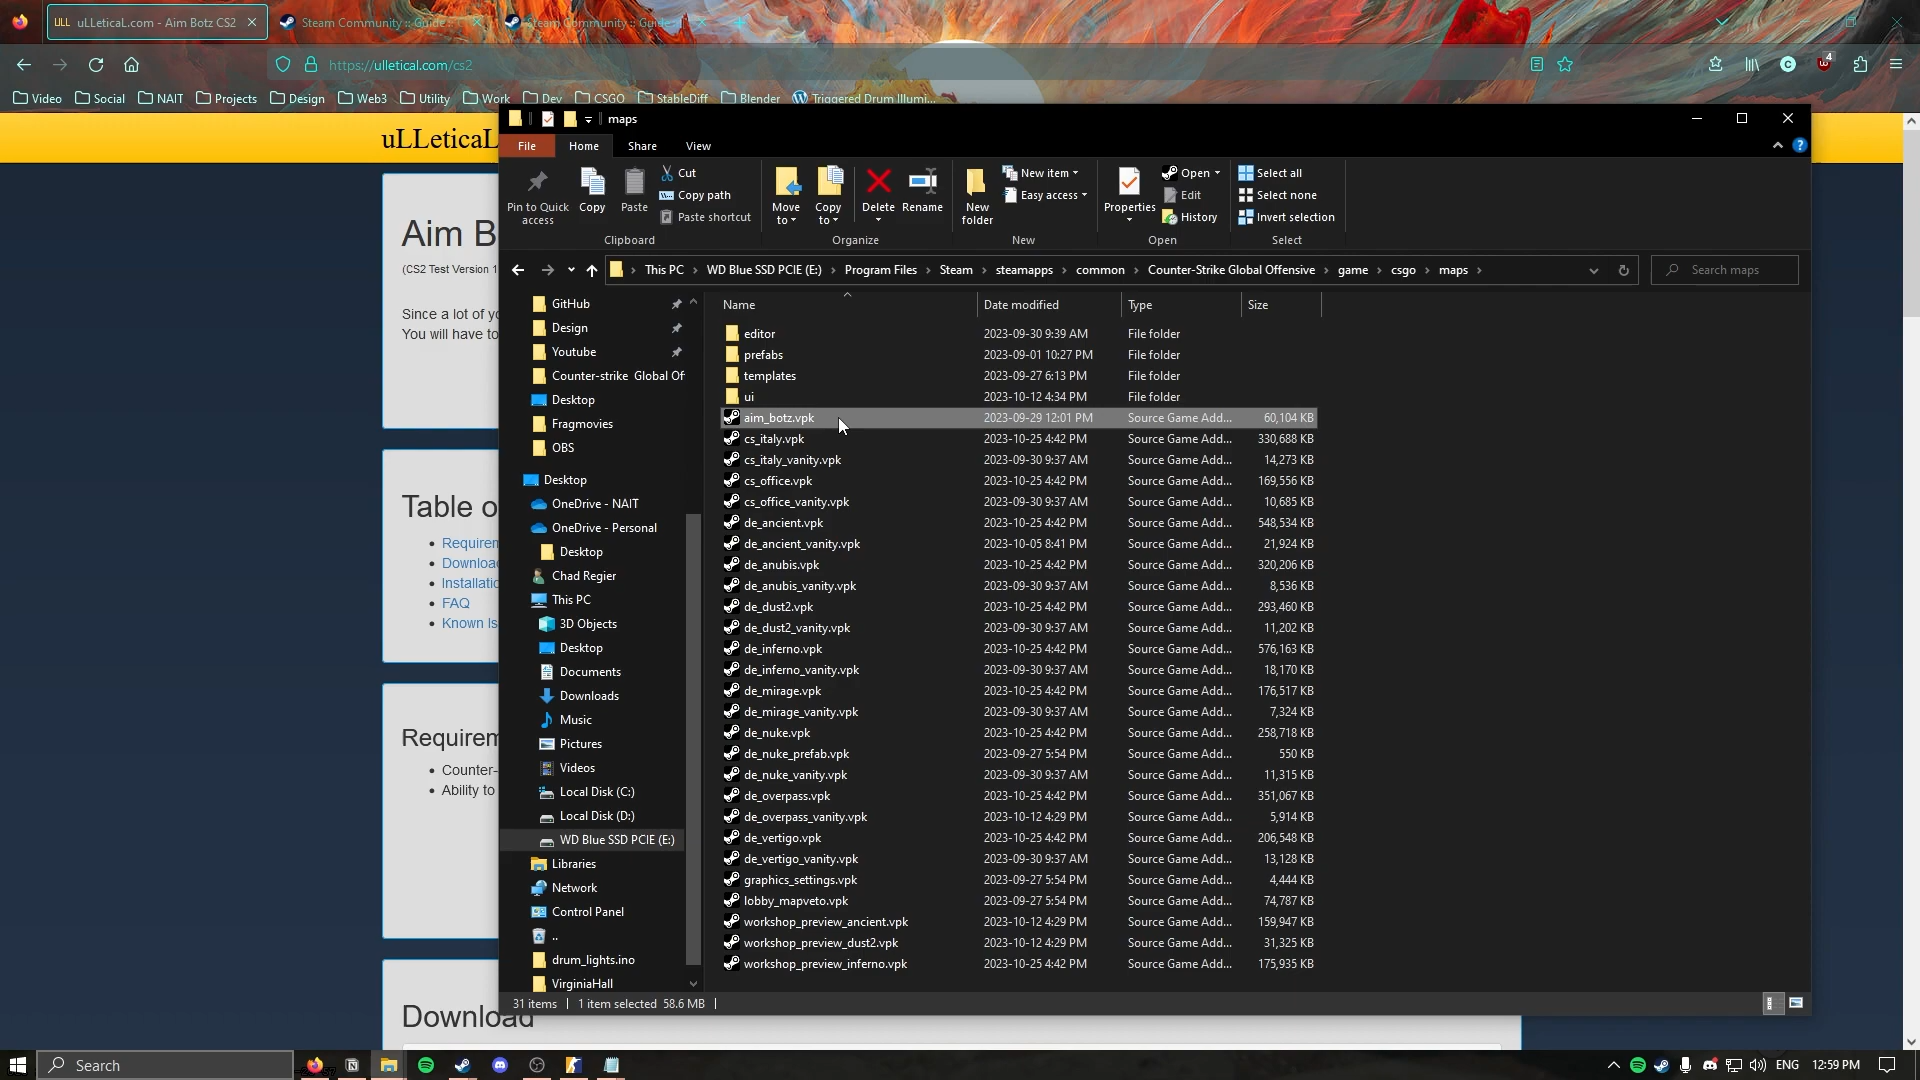 uLLeticaL.com - Aim Botz CS2
Steam Community :: Guide
Steam Community :: Guide
https://ulletical.com/cs2
4
Video
Social
NAIT
Projects
Design
Web3
Utility
Work
Dev
CSGO
StableDiff
Blender
Triggered Drum Illumi...
uLLeticaL
Aim B
(CS2 Test Version 1
Since a lot of yo
You will have to
Table o
Requirem
Downloa
Installatio
FAQ
Known Is
Requirem
Counter-
Ability to
Download
maps
File
Home
Share
View
Pin to Quick access
Copy
Paste
Cut
Copy path
Paste shortcut
Clipboard
Move to
Copy to
Delete
Rename
Organize
New folder
New item
Easy access
New
Properties
Open
Edit
History
Open
Select all
Select none
Invert selection
Select
This PC > WD Blue SSD PCIE (E:) > Program Files > Steam > steamapps > common > Counter-Strike Global Offensive > game > csgo > maps >
Search maps
GitHub
Design
Youtube
Counter-strike Global Of
Desktop
Fragmovies
OBS
Desktop
OneDrive - NAIT
OneDrive - Personal
Desktop
Chad Regier
This PC
3D Objects
Desktop
Documents
Downloads
Music
Pictures
Videos
Local Disk (C:)
Local Disk (D:)
WD Blue SSD PCIE (E:)
Libraries
Network
Control Panel
..
drum_lights.ino
VirginiaHall
Name Date modified Type Size
editor 2023-09-30 9:39 AM File folder
prefabs 2023-09-01 10:27 PM File folder
templates 2023-09-27 6:13 PM File folder
ui 2023-10-12 4:34 PM File folder
aim_botz.vpk 2023-09-29 12:01 PM Source Game Add... 60,104 KB
cs_italy.vpk 2023-10-25 4:42 PM Source Game Add... 330,688 KB
cs_italy_vanity.vpk 2023-09-30 9:37 AM Source Game Add... 14,273 KB
cs_office.vpk 2023-10-25 4:42 PM Source Game Add... 169,556 KB
cs_office_vanity.vpk 2023-09-30 9:37 AM Source Game Add... 10,685 KB
de_ancient.vpk 2023-10-25 4:42 PM Source Game Add... 548,534 KB
de_ancient_vanity.vpk 2023-10-05 8:41 PM Source Game Add... 21,924 KB
de_anubis.vpk 2023-10-25 4:42 PM Source Game Add... 320,206 KB
de_anubis_vanity.vpk 2023-09-30 9:37 AM Source Game Add... 8,536 KB
de_dust2.vpk 2023-10-25 4:42 PM Source Game Add... 293,460 KB
de_dust2_vanity.vpk 2023-09-30 9:37 AM Source Game Add... 11,202 KB
de_inferno.vpk 2023-10-25 4:42 PM Source Game Add... 576,163 KB
de_inferno_vanity.vpk 2023-09-30 9:37 AM Source Game Add... 18,170 KB
de_mirage.vpk 2023-10-25 4:42 PM Source Game Add... 176,517 KB
de_mirage_vanity.vpk 2023-09-30 9:37 AM Source Game Add... 7,324 KB
de_nuke.vpk 2023-10-25 4:42 PM Source Game Add... 258,718 KB
de_nuke_prefab.vpk 2023-09-27 5:54 PM Source Game Add... 550 KB
de_nuke_vanity.vpk 2023-09-30 9:37 AM Source Game Add... 11,315 KB
de_overpass.vpk 2023-10-25 4:42 PM Source Game Add... 351,067 KB
de_overpass_vanity.vpk 2023-10-12 4:29 PM Source Game Add... 5,914 KB
de_vertigo.vpk 2023-10-25 4:42 PM Source Game Add... 206,548 KB
de_vertigo_vanity.vpk 2023-09-30 9:37 AM Source Game Add... 13,128 KB
graphics_settings.vpk 2023-09-27 5:54 PM Source Game Add... 4,444 KB
lobby_mapveto.vpk 2023-09-27 5:54 PM Source Game Add... 74,787 KB
workshop_preview_ancient.vpk 2023-10-12 4:29 PM Source Game Add... 159,947 KB
workshop_preview_dust2.vpk 2023-10-12 4:29 PM Source Game Add... 31,325 KB
workshop_preview_inferno.vpk 2023-10-25 4:42 PM Source Game Add... 175,935 KB
31 items | 1 item selected 58.6 MB |
Search
ENG
12:59 PM